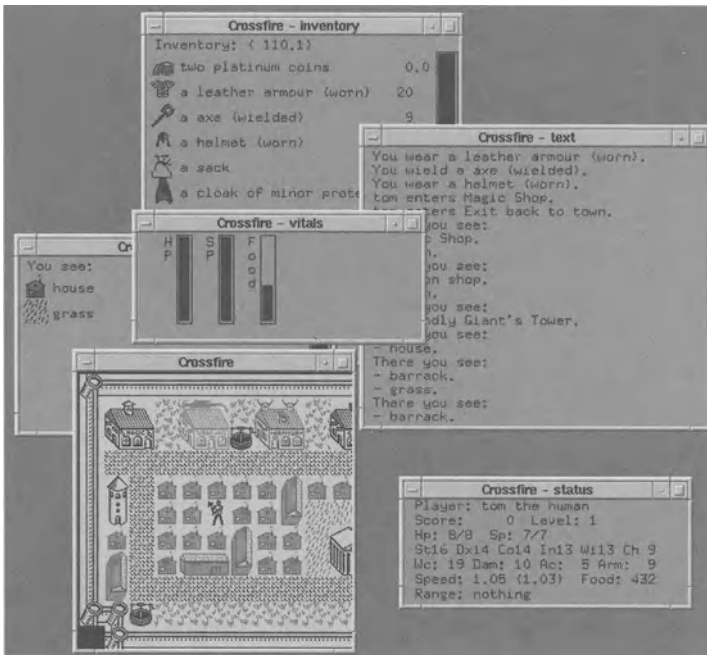 Crossfire - inventory
Inventory: ( 110.1)
two platinum coins 0.0
a leather armour (worn) 20
a axe (wielded) 9
a helmet (worn)
a sack
a cloak of minor prote
Crossfire - text
You wear a leather armour (worn).
You wield a axe (wielded).
You wear a helmet (worn).
tom enters Magic Shop.
enters Exit back to town.
you see:
Shop.
you see:
shop.
you see:
Giant's Tower.
you see:
- house.
There you see:
- barrack.
- grass.
There you see:
- barrack.
Crossfire - vitals
HP
SP
Food
You see:
house
grass
Crossfire
Crossfire - status
Player: tom the human
Score: 0 Level: 1
Hp: 8/8 Sp: 7/7
St16 Dx14 Co14 In13 Wi13 Ch 9
Wc: 19 Dam: 10 Ac: 5 Arm: 9
Speed: 1.05 (1.03) Food: 432
Range: nothing